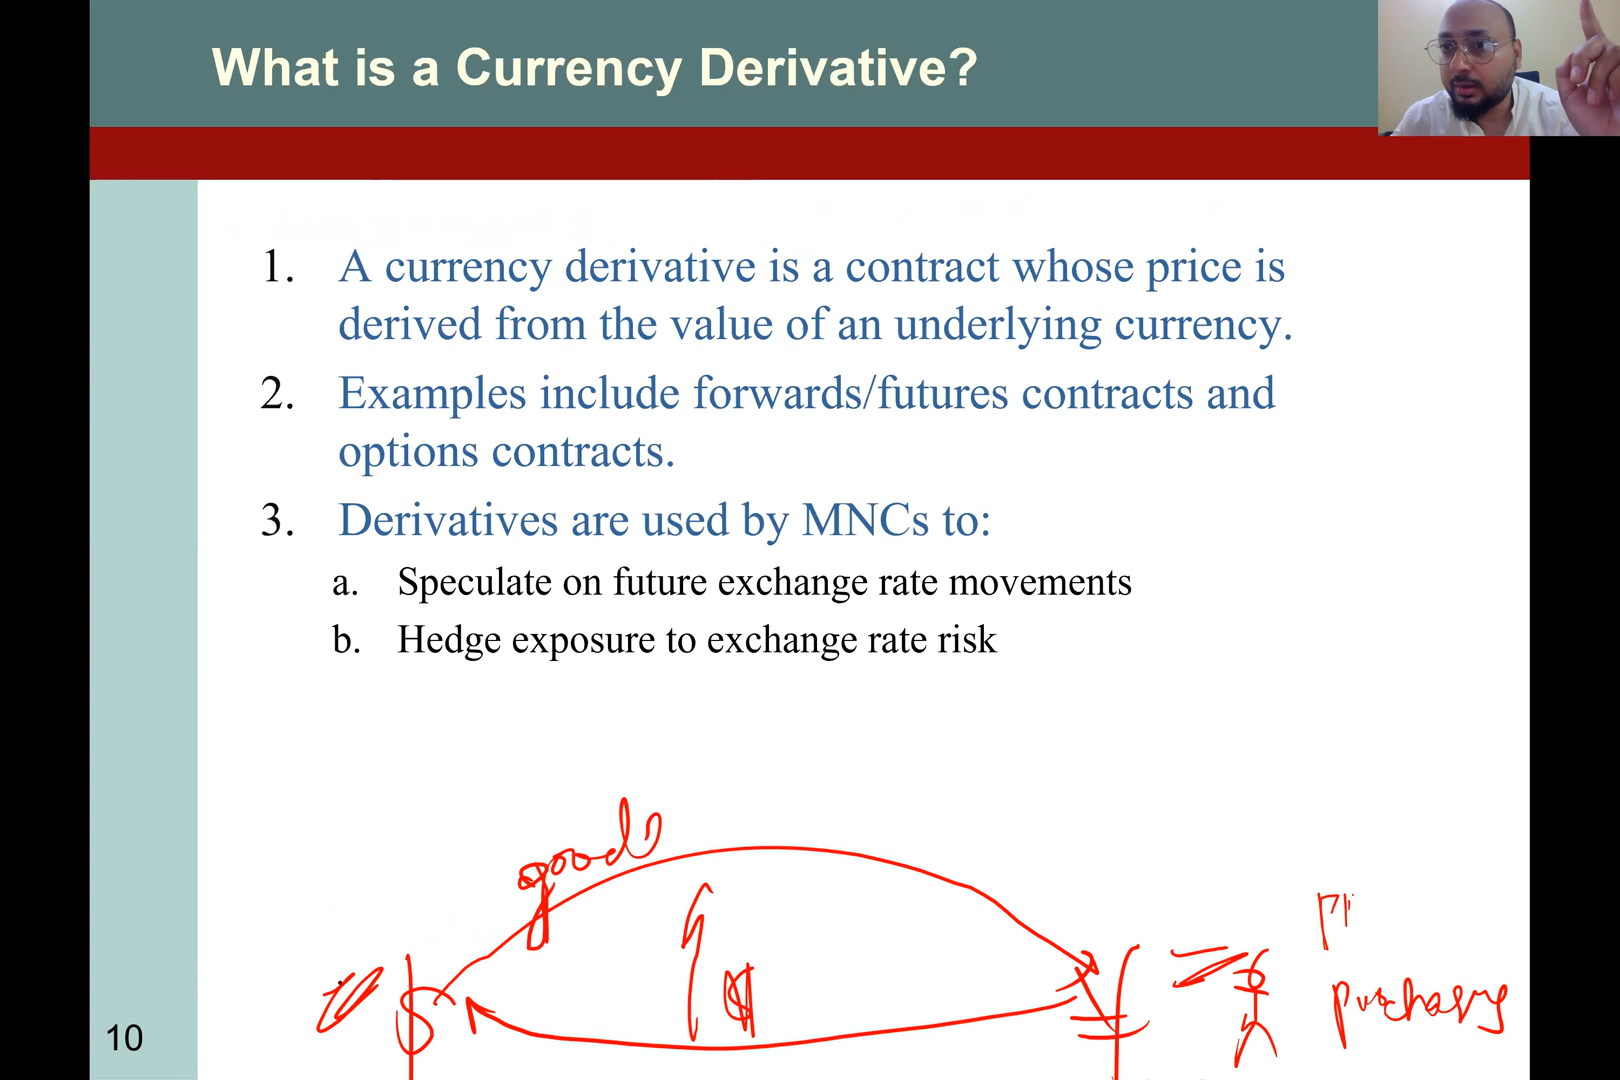 What is a Currency Derivative?
1. A currency derivative is a contract whose price is
derived from the value of an underlying currency.
2. Examples include forwards/futures contracts and
options contracts.
3. Derivatives are used by MNCs to:
a. Speculate on future exchange rate movements
b. Hedge exposure to exchange rate risk
goods
$
$ ¥
purchasing
10